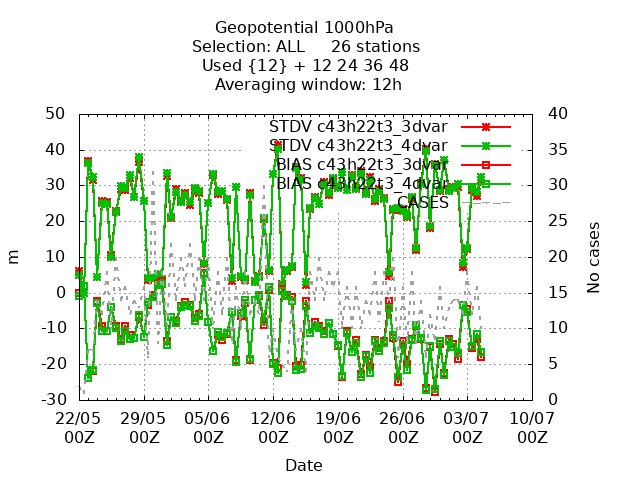 Geopotential 1000hPa
Selection: ALL 26 stations
Used {12} + 12 24 36 48
Averaging window: 12h
50 40
STDV c43h22t3_3dvar
40 35
STDV c43h22t3_4dvar
BIAS c43h22t3_3dvar
30 30
BIAS c43h22t3_4dvar
CASES
20 25
10 20
m No cases
0 15
-10 10
-20 5
-30 0
22/05 29/05 05/06 12/06 19/06 26/06 03/07 10/07
00Z 00Z 00Z 00Z 00Z 00Z 00Z 00Z
Date